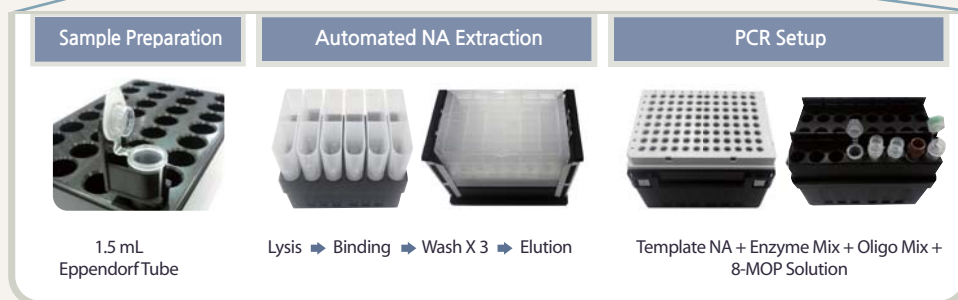 Sample Preparation
Automated NA Extraction
PCR Setup
1.5 mL
Eppendorf Tube
Lysis ➡ Binding ➡ Wash X 3 ➡ Elution
Template NA + Enzyme Mix + Oligo Mix +
8-MOP Solution